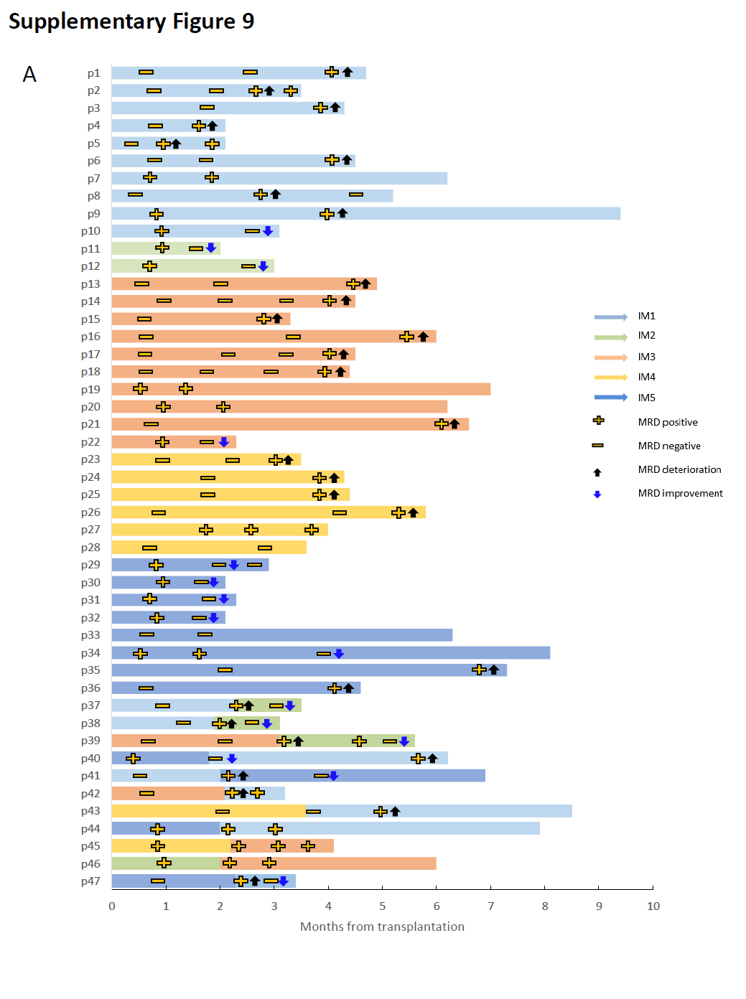 Supplementary Figure 9
A
p1
p2
p3
p4
p5
p6
p7
p8
p9
p10
p11
p12
p13
p14
p15
p16
p17
p18
p19
p20
p21
p22
p23
p24
p25
p26
p27
p28
p29
p30
p31
p32
p33
p34
p35
p36
p37
p38
p39
p40
p41
p42
p43
p44
p45
p46
p47
IM1
IM2
IM3
IM4
IM5
MRD positive
MRD negative
MRD deterioration
MRD improvement
0 1 2 3 4 5 6 7 8 9 10
Months from transplantation